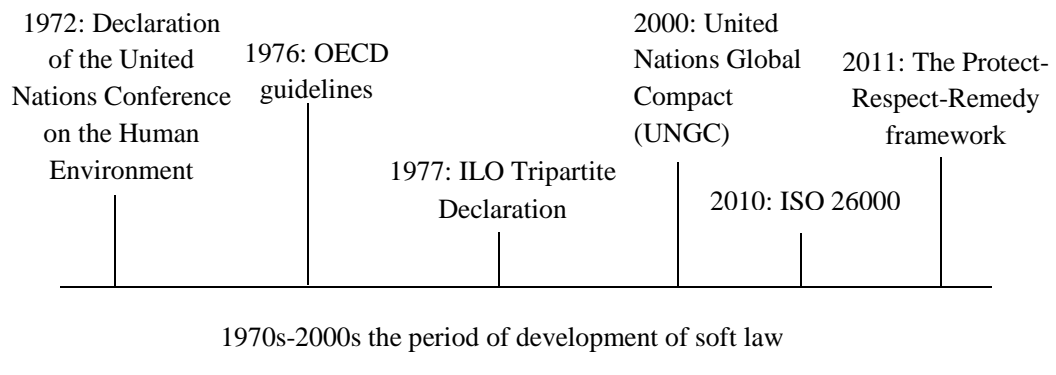 1972: Declaration
of the United
Nations Conference
on the Human
Environment
1976: OECD
guidelines
1977: ILO Tripartite
Declaration
2000: United
Nations Global
Compact
(UNGC)
2010: ISO 26000
2011: The Protect-
Respect-Remedy
framework
1970s-2000s the period of development of soft law